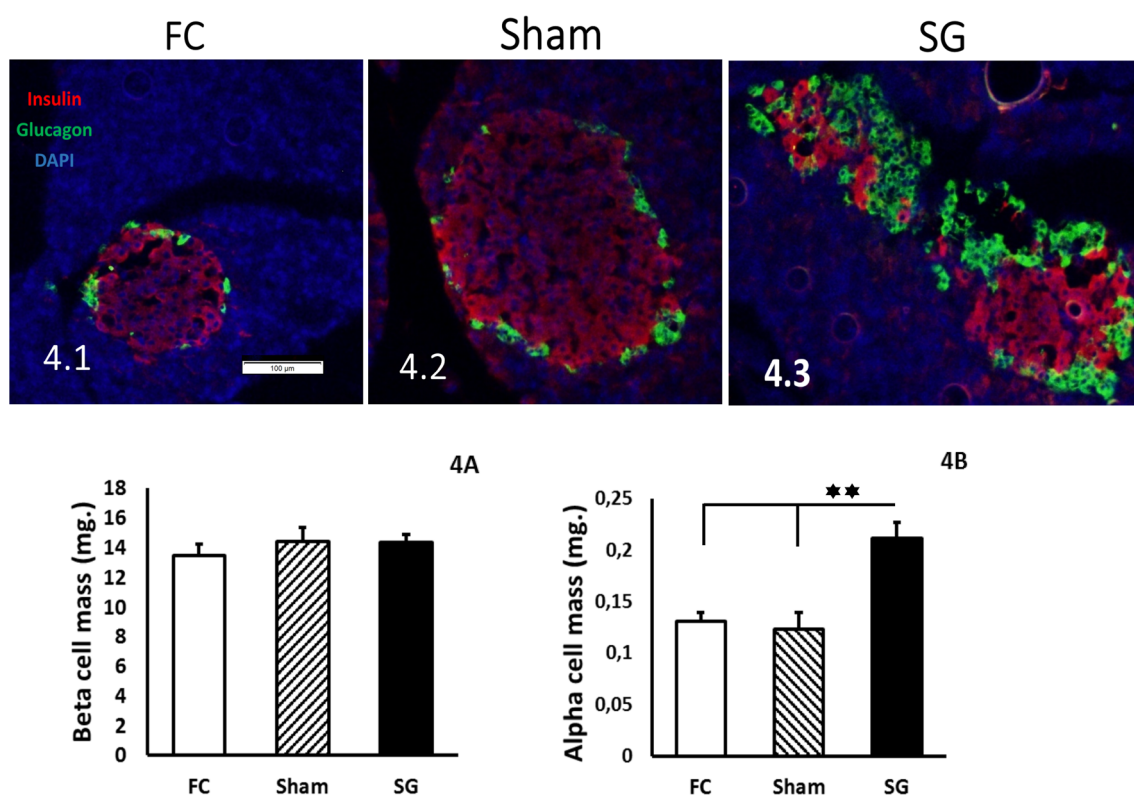 FC Sham SG
Insulin
Glucagon
DAPI
4.1
100 µm
4.2
4.3
4A
Beta cell mass (mg.)
18
16
14
12
10
8
6
4
2
0
FC Sham SG
4B
Alpha cell mass (mg.)
0,25
0,2
0,15
0,1
0,05
0
**
FC Sham SG